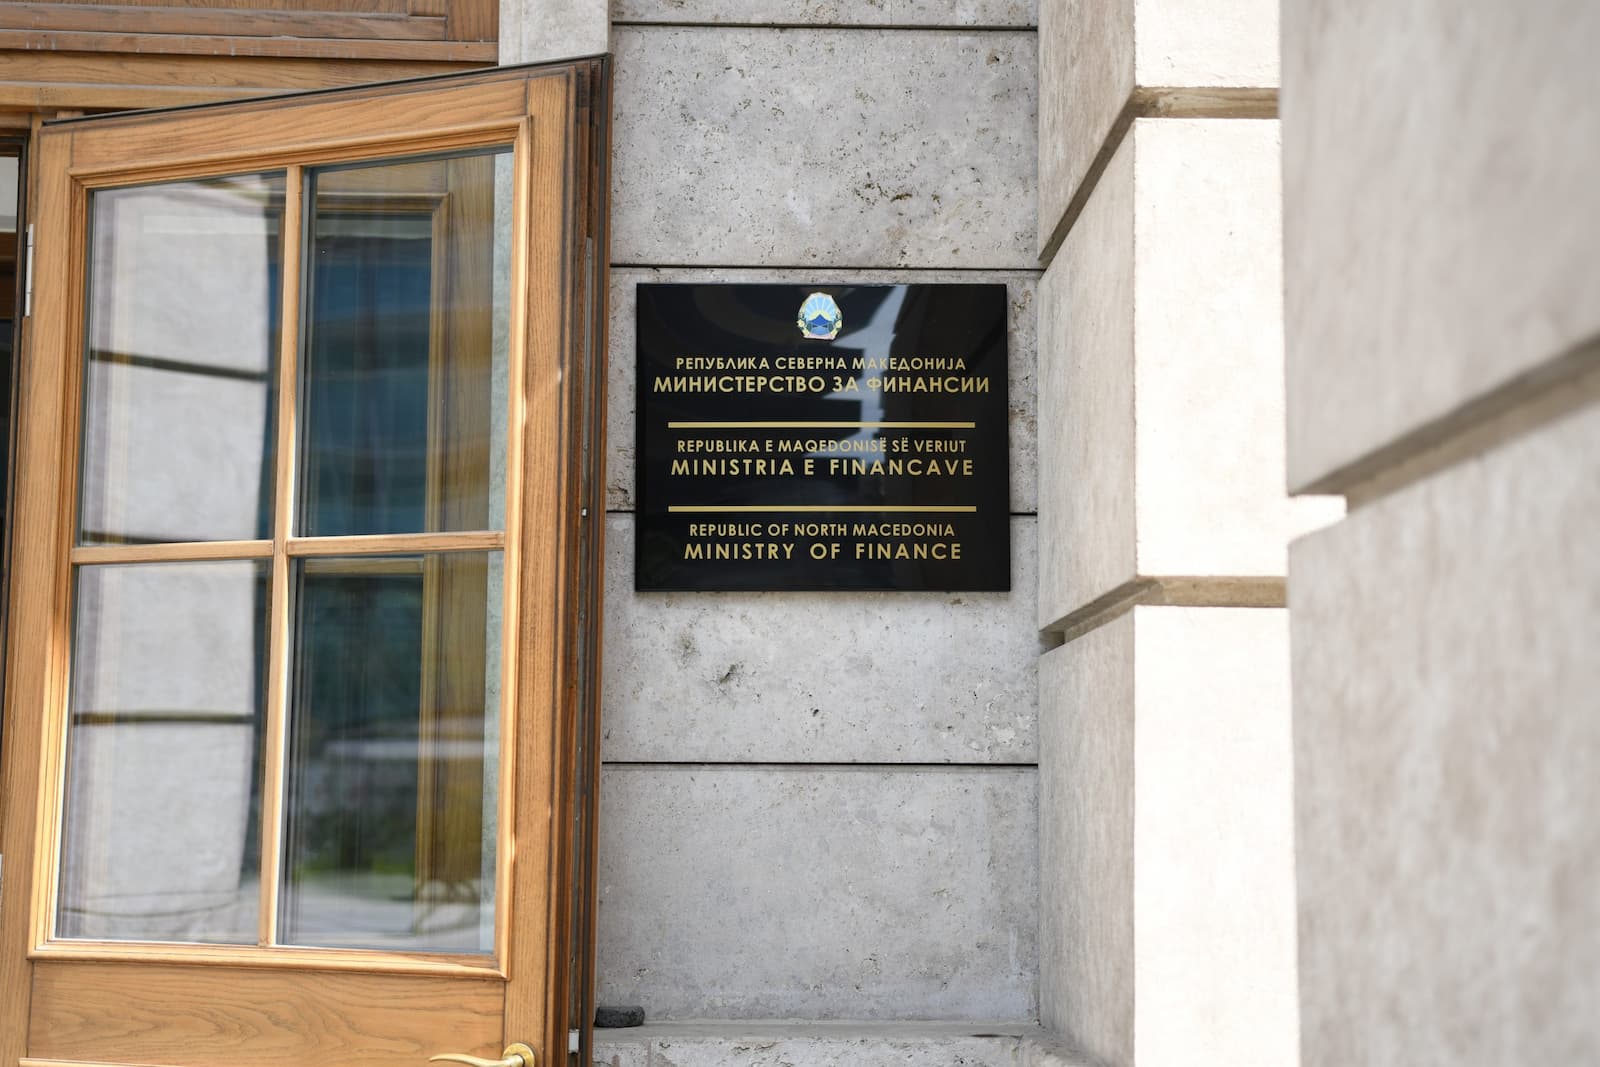 РЕПУБЛИКА СЕВЕРНА МАКЕДОНИЈА
МИНИСТЕРСТВО ЗА ФИНАНСИИ
REPUBLIKA E MAQEDONISË SË VERIUT
MINISTRIA E FINANCAVE
REPUBLIC OF NORTH MACEDONIA
MINISTRY OF FINANCE